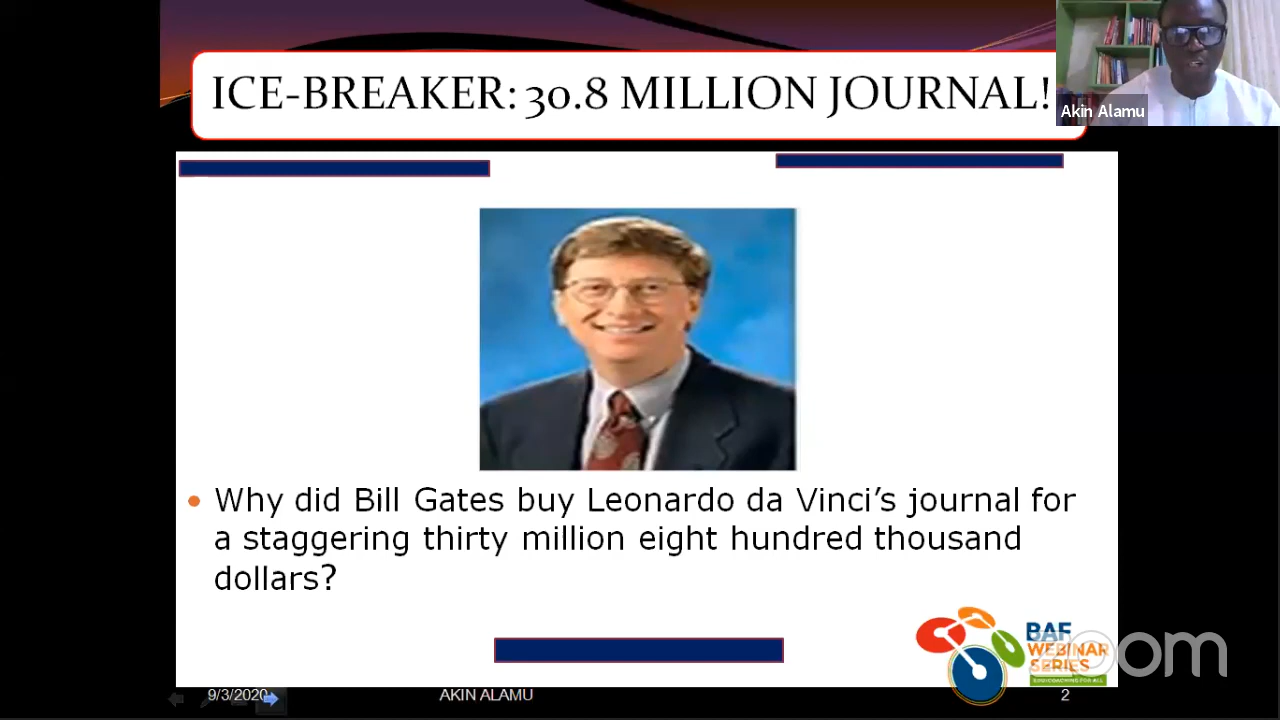 ICE-BREAKER: 30.8 MILLION JOURNAL!
Akin Alamu
• Why did Bill Gates buy Leonardo da Vinci’s journal for
a staggering thirty million eight hundred thousand
dollars?
BAF
WEBINAR
SERIES
zoom
9/3/2020
AKIN ALAMU
2